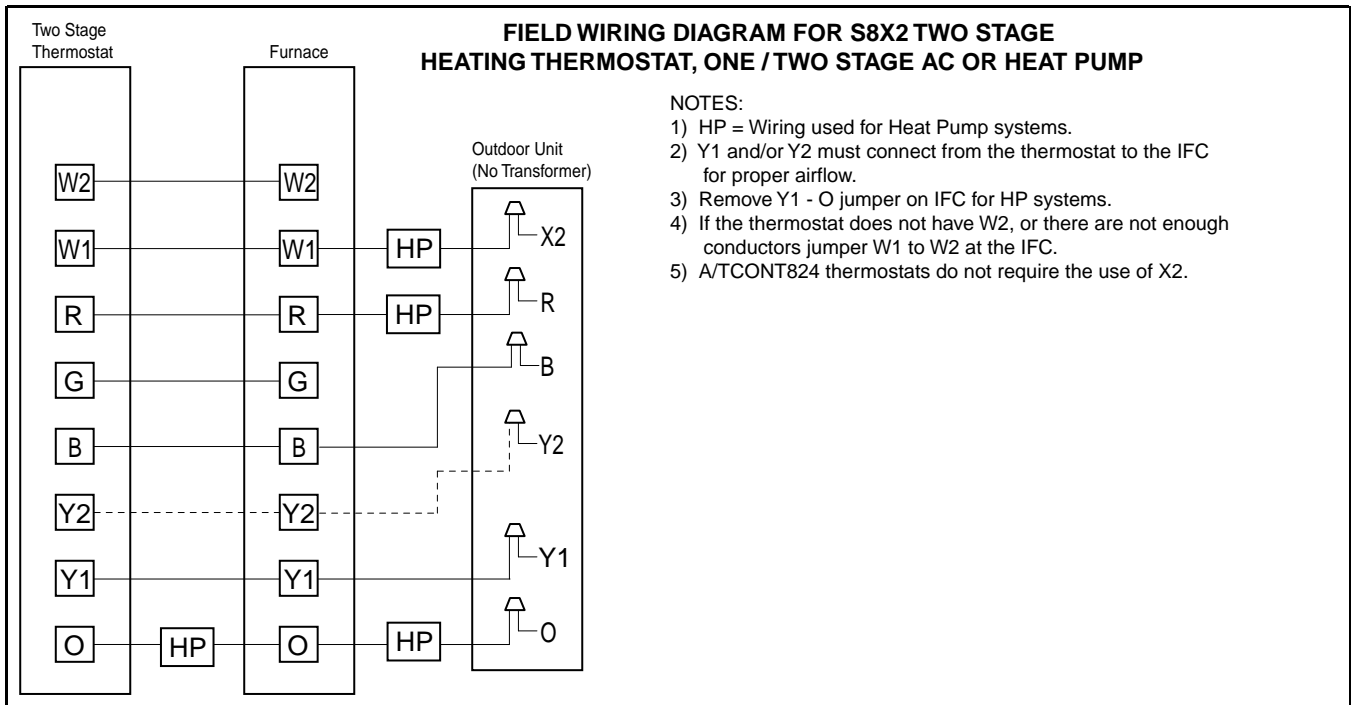 Two Stage
Thermostat
Furnace
FIELD WIRING DIAGRAM FOR S8X2 TWO STAGE
HEATING THERMOSTAT, ONE / TWO STAGE AC OR HEAT PUMP
NOTES:
1) HP = Wiring used for Heat Pump systems.
2) Y1 and/or Y2 must connect from the thermostat to the IFC
for proper airflow.
3) Remove Y1 - O jumper on IFC for HP systems.
4) If the thermostat does not have W2, or there are not enough
conductors jumper W1 to W2 at the IFC.
5) A/TCONT824 thermostats do not require the use of X2.
Outdoor Unit
(No Transformer)
W2 W2
W1 W1 HP X2
R R HP R
G G
B B B
Y2 Y2 Y2
Y1 Y1 Y1
O HP O HP O